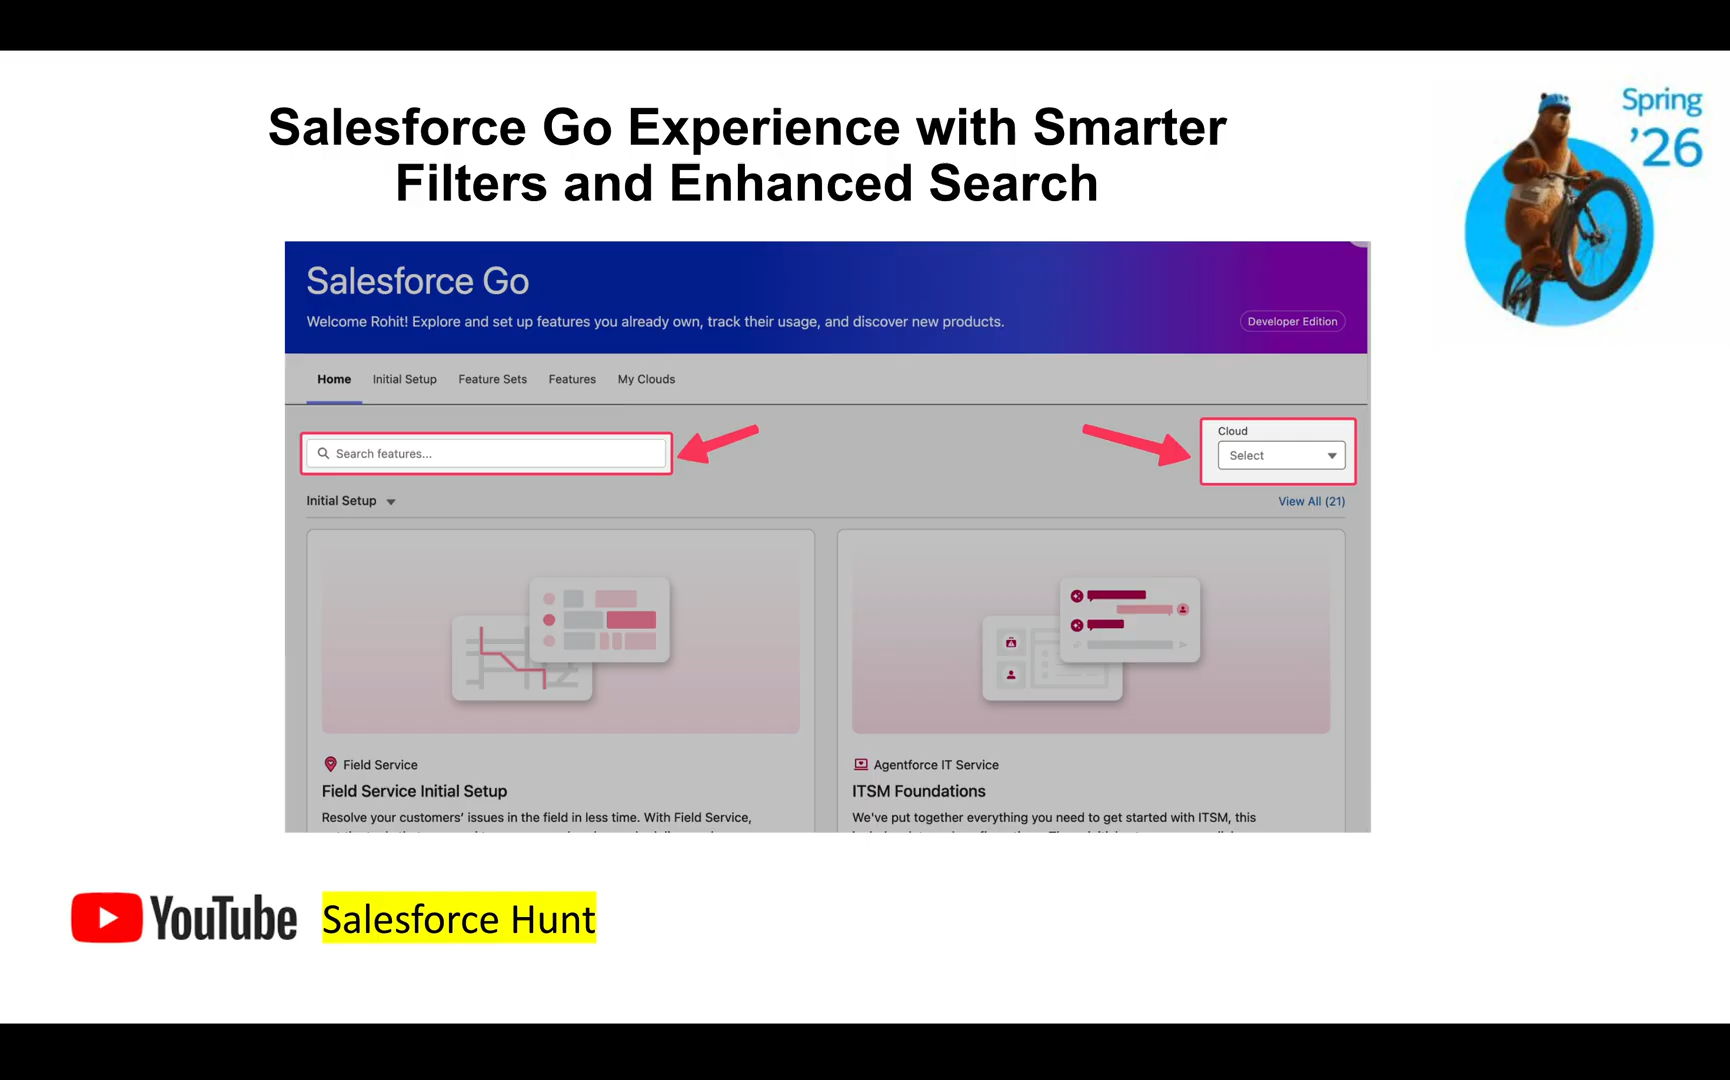 Salesforce Go Experience with Smarter
Filters and Enhanced Search
Spring
'26
Salesforce Go
Welcome Rohit! Explore and set up features you already own, track their usage, and discover new products.
Developer Edition
Home Initial Setup Feature Sets Features My Clouds
Cloud
Search features...
Select
Initial Setup
View All (21)
Field Service
Field Service Initial Setup
Resolve your customers' issues in the field in less time. With Field Service,
Agentforce IT Service
ITSM Foundations
We've put together everything you need to get started with ITSM, this
YouTube
Salesforce Hunt